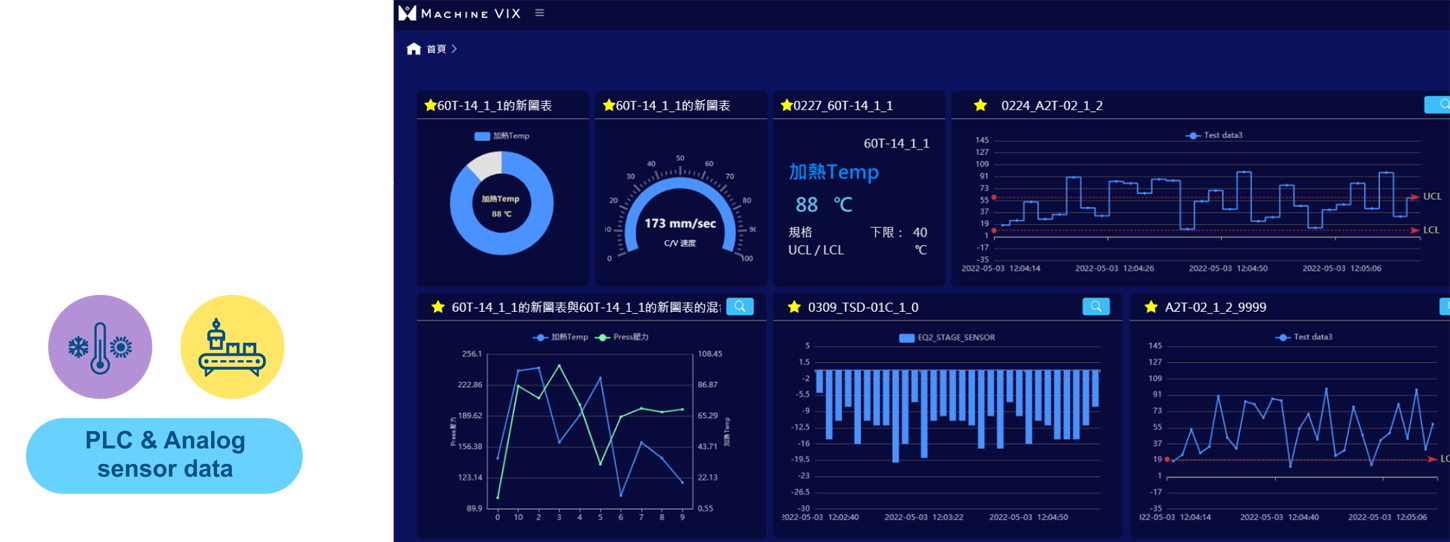 PLC & Analog
sensor data
MACHINE VIX
首頁
60T-14_1_1的新圖表
加熱Temp
加熱Temp
88 ℃
60T-14_1_1的新圖表
0
10
20
30
40
50
60
70
80
90
100
173 mm/sec
C/V 速度
0227_60T-14_1_1
60T-14_1_1
加熱Temp
88 ℃
規格 下限： 40
UCL / LCL ℃
0224_A2T-02_1_2
Test data3
145
127
109
91
73
55
37
19
1
-17
-35
UCL
LCL
2022-05-03 12:04:14 2022-05-03 12:04:26 2022-05-03 12:04:50 2022-05-03 12:05:06
60T-14_1_1的新圖表與60T-14_1_1的新圖表的混
加熱Temp Press壓力
256.1
222.86
189.62
156.38
123.14
89.9
Press壓力
108.45
86.87
65.29
43.71
22.13
0.55
加熱Temp
0 10 2 3 4 5 6 7 8 9
0309_TSD-01C_1_0
EQ2_STAGE_SENSOR
5
1.5
-2
-5.5
-9
-12.5
-16
-19.5
-23
-26.5
-30
2022-05-03 12:02:40 2022-05-03 12:03:22 2022-05-03 12:04:50
A2T-02_1_2_9999
Test data3
145
127
109
91
73
55
37
19
1
-17
-35
LC
2022-05-03 12:04:14 2022-05-03 12:04:40 2022-05-03 12:05:06